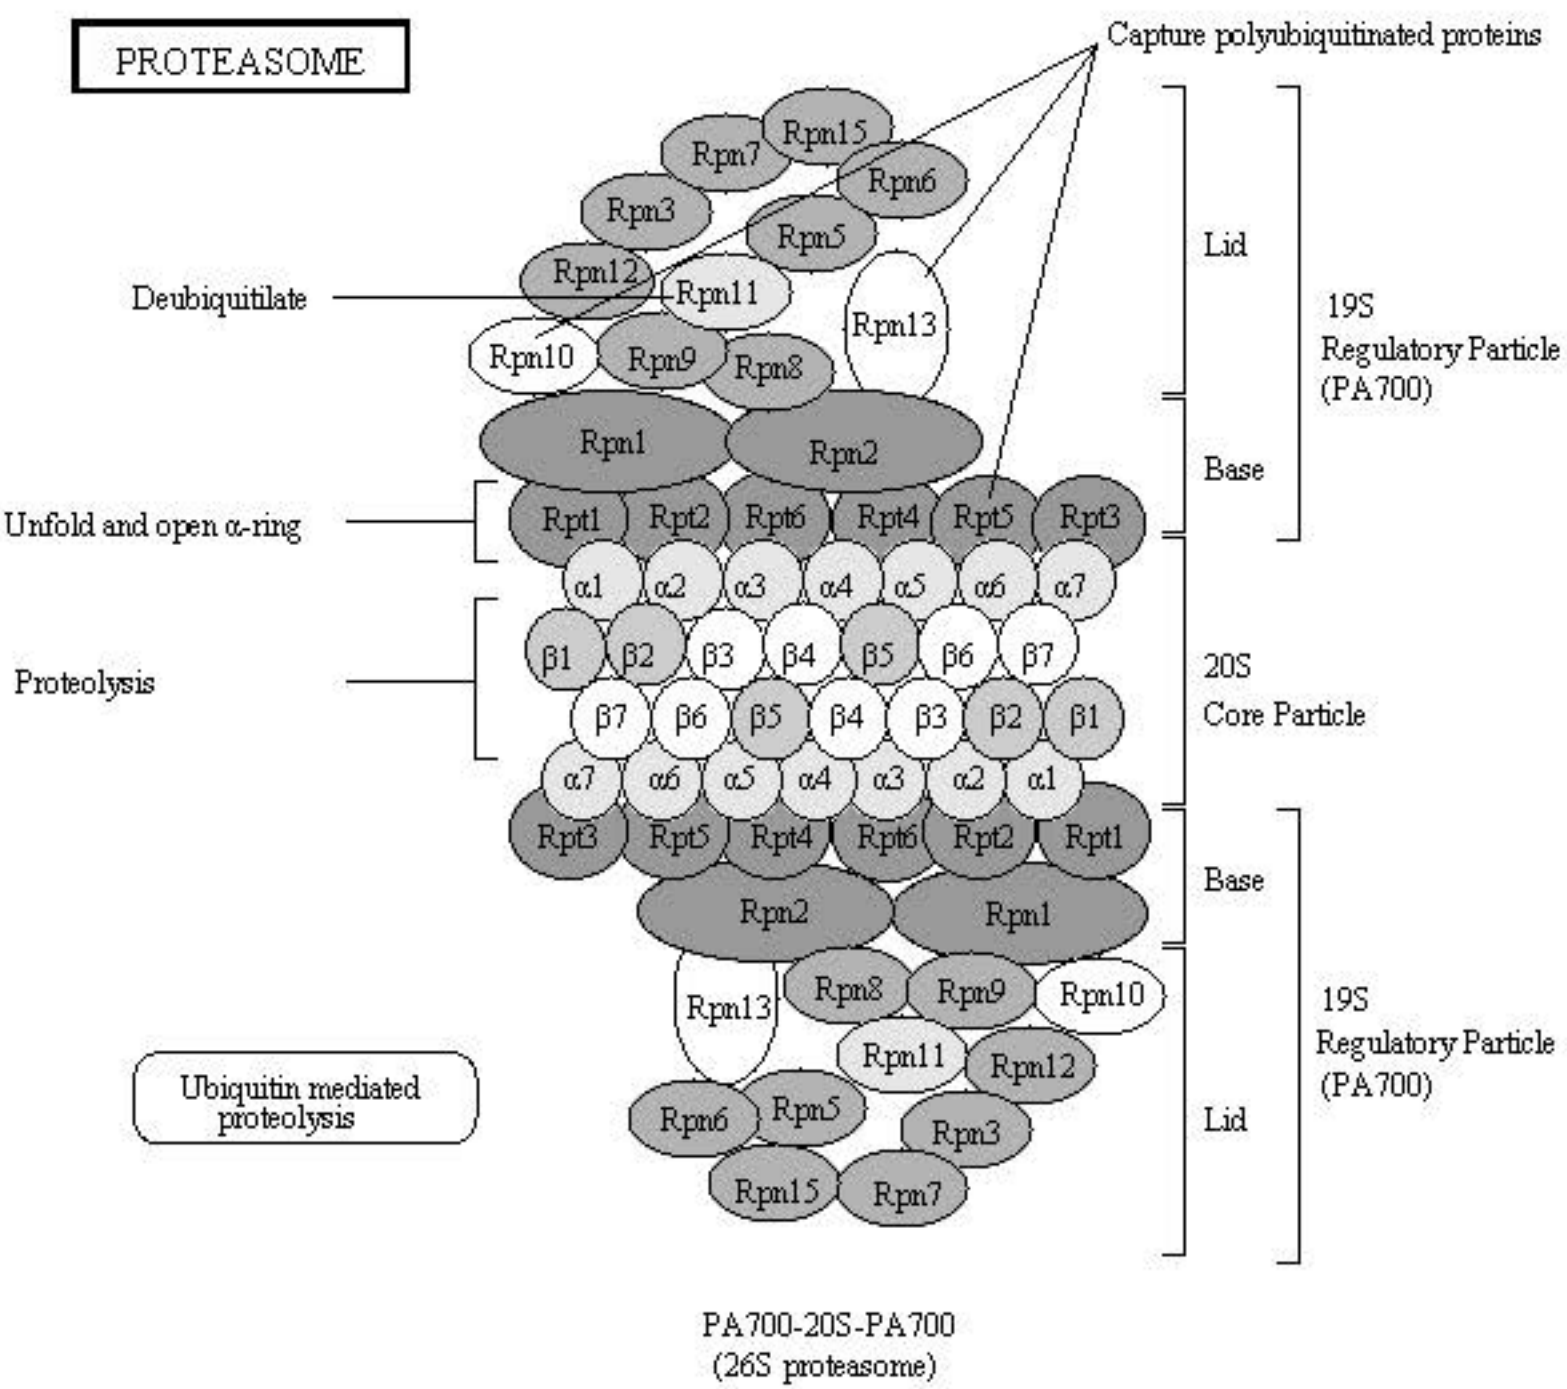 PROTEASOME
Capture polyubiquitinated proteins
Rpn15
Rpn7
Rpn6
Rpn3
Rpn5
Lid
Rpn12
Rpn11
Deubiquitilate
Rpn13
19S
Regulatory Particle
(PA700)
Rpn10
Rpn9
Rpn8
Rpn1
Rpn2
Base
Unfold and open α-ring
Rpt1 Rpt2 Rpt6 Rpt4 Rpt5 Rpt3
α1 α2 α3 α4 α5 α6 α7
β1 β2 β3 β4 β5 β6 β7
Proteolysis
20S
Core Particle
β7 β6 β5 β4 β3 β2 β1
α7 α6 α5 α4 α3 α2 α1
Rpt3 Rpt5 Rpt4 Rpt6 Rpt2 Rpt1
Base
Rpn2 Rpn1
Rpn13 Rpn8 Rpn9 Rpn10
19S
Regulatory Particle
(PA700)
Rpn11 Rpn12
Ubiquitin mediated
proteolysis
Rpn6 Rpn5 Rpn3
Lid
Rpn15 Rpn7
PA700-20S-PA700
(26S proteasome)